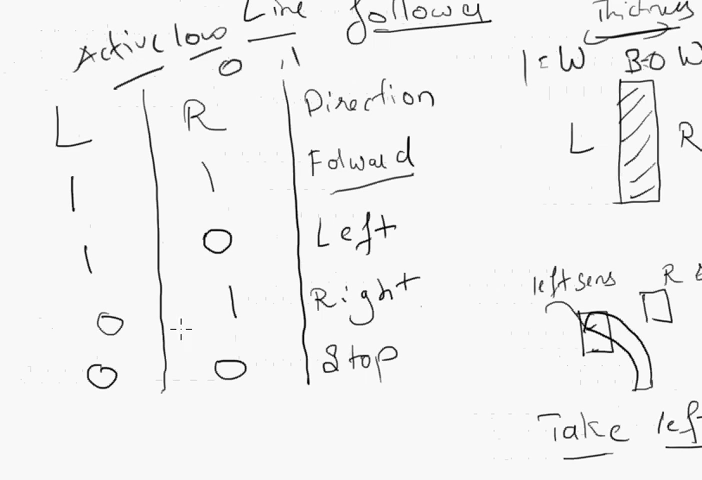 Active low Line follower
0 1
L R Direction
1 1 Forward
1 0 Left
0 1 Right
0 0 Stop
Thickness
1=W B=0 W
L R
left sens R
Take lef